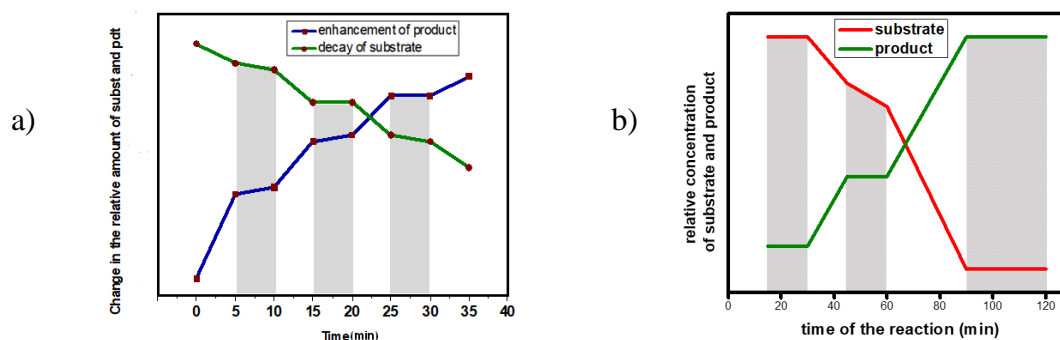 a)
Change in the relative amount of subst and pdt
enhancement of product
decay of substrate
0 5 10 15 20 25 30 35 40
Time(min)
b)
relative concentration
of substrate and product
substrate
product
0 20 40 60 80 100 120
time of the reaction (min)